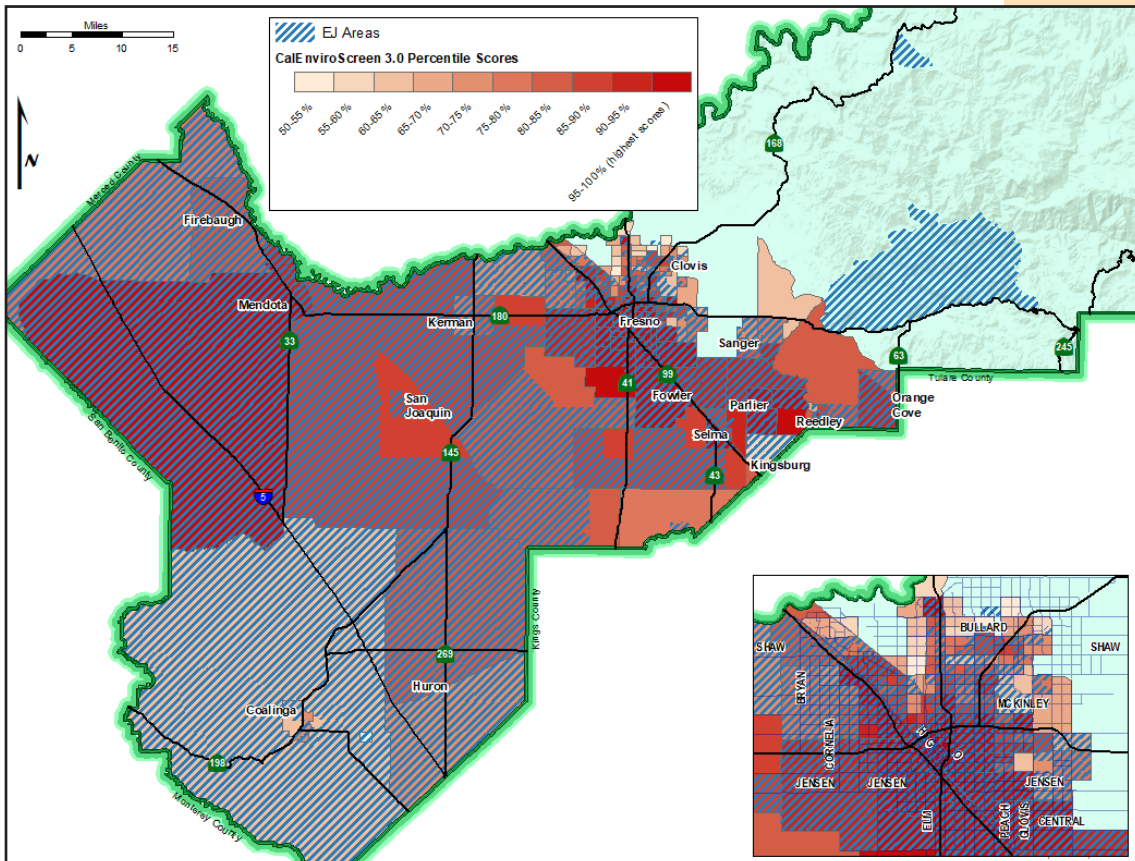 Miles
0 5 10 15
N
EJ Areas
CalEnviroScreen 3.0 Percentile Scores
50-55%
55-60%
60-65%
65-70%
70-75%
75-80%
80-85%
85-90%
90-95%
95-100% (highest scores)
168
Merced County
Firebaugh
Clovis
Mendota
180
Kerman
Fresno
33
Sanger
63
245
Tulare County
41
99
San
Joaquin
Fowler
Parlier
Orange
Cove
Reedley
Selma
145
Kingsburg
43
San Benito County
5
Kings County
269
Huron
Coalinga
198
Monterey County
BULLARD
SHAW
SHAW
BRYAN
MCKINLEY
CORNELIA
JENSEN
JENSEN
JENSEN
ELM
PEACH
CLOVIS
CENTRAL